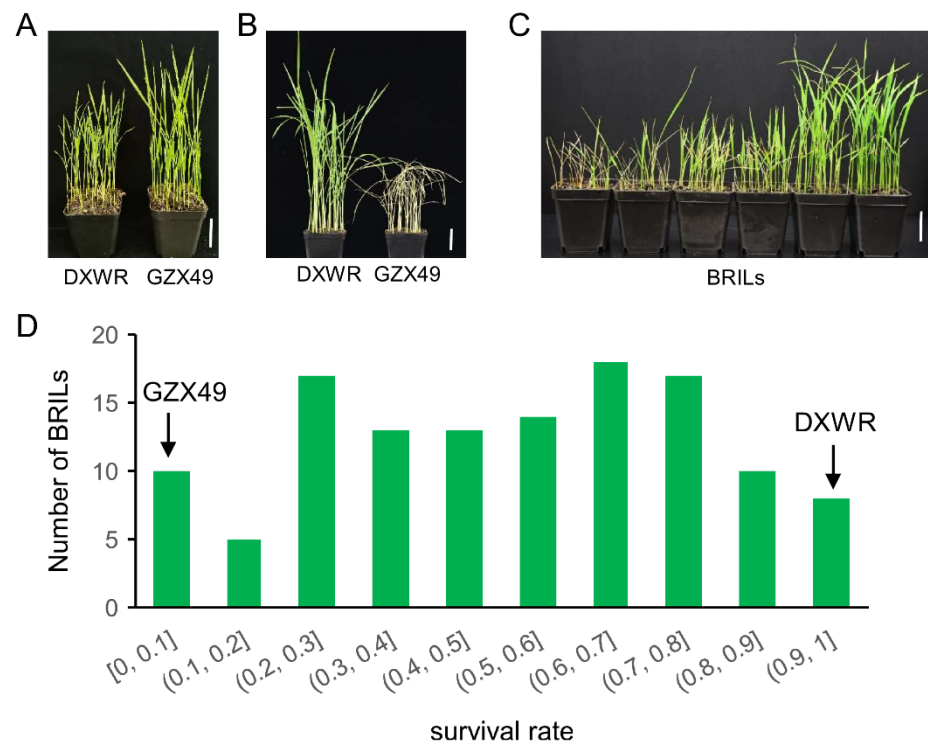 A
B
C
DXWR GZX49
DXWR GZX49
BRILs
D
Number of BRILs
20
15
10
5
0
GZX49
DXWR
[0, 0.1]
(0.1, 0.2]
(0.2, 0.3]
(0.3, 0.4]
(0.4, 0.5]
(0.5, 0.6]
(0.6, 0.7]
(0.7, 0.8]
(0.8, 0.9]
(0.9, 1]
survival rate